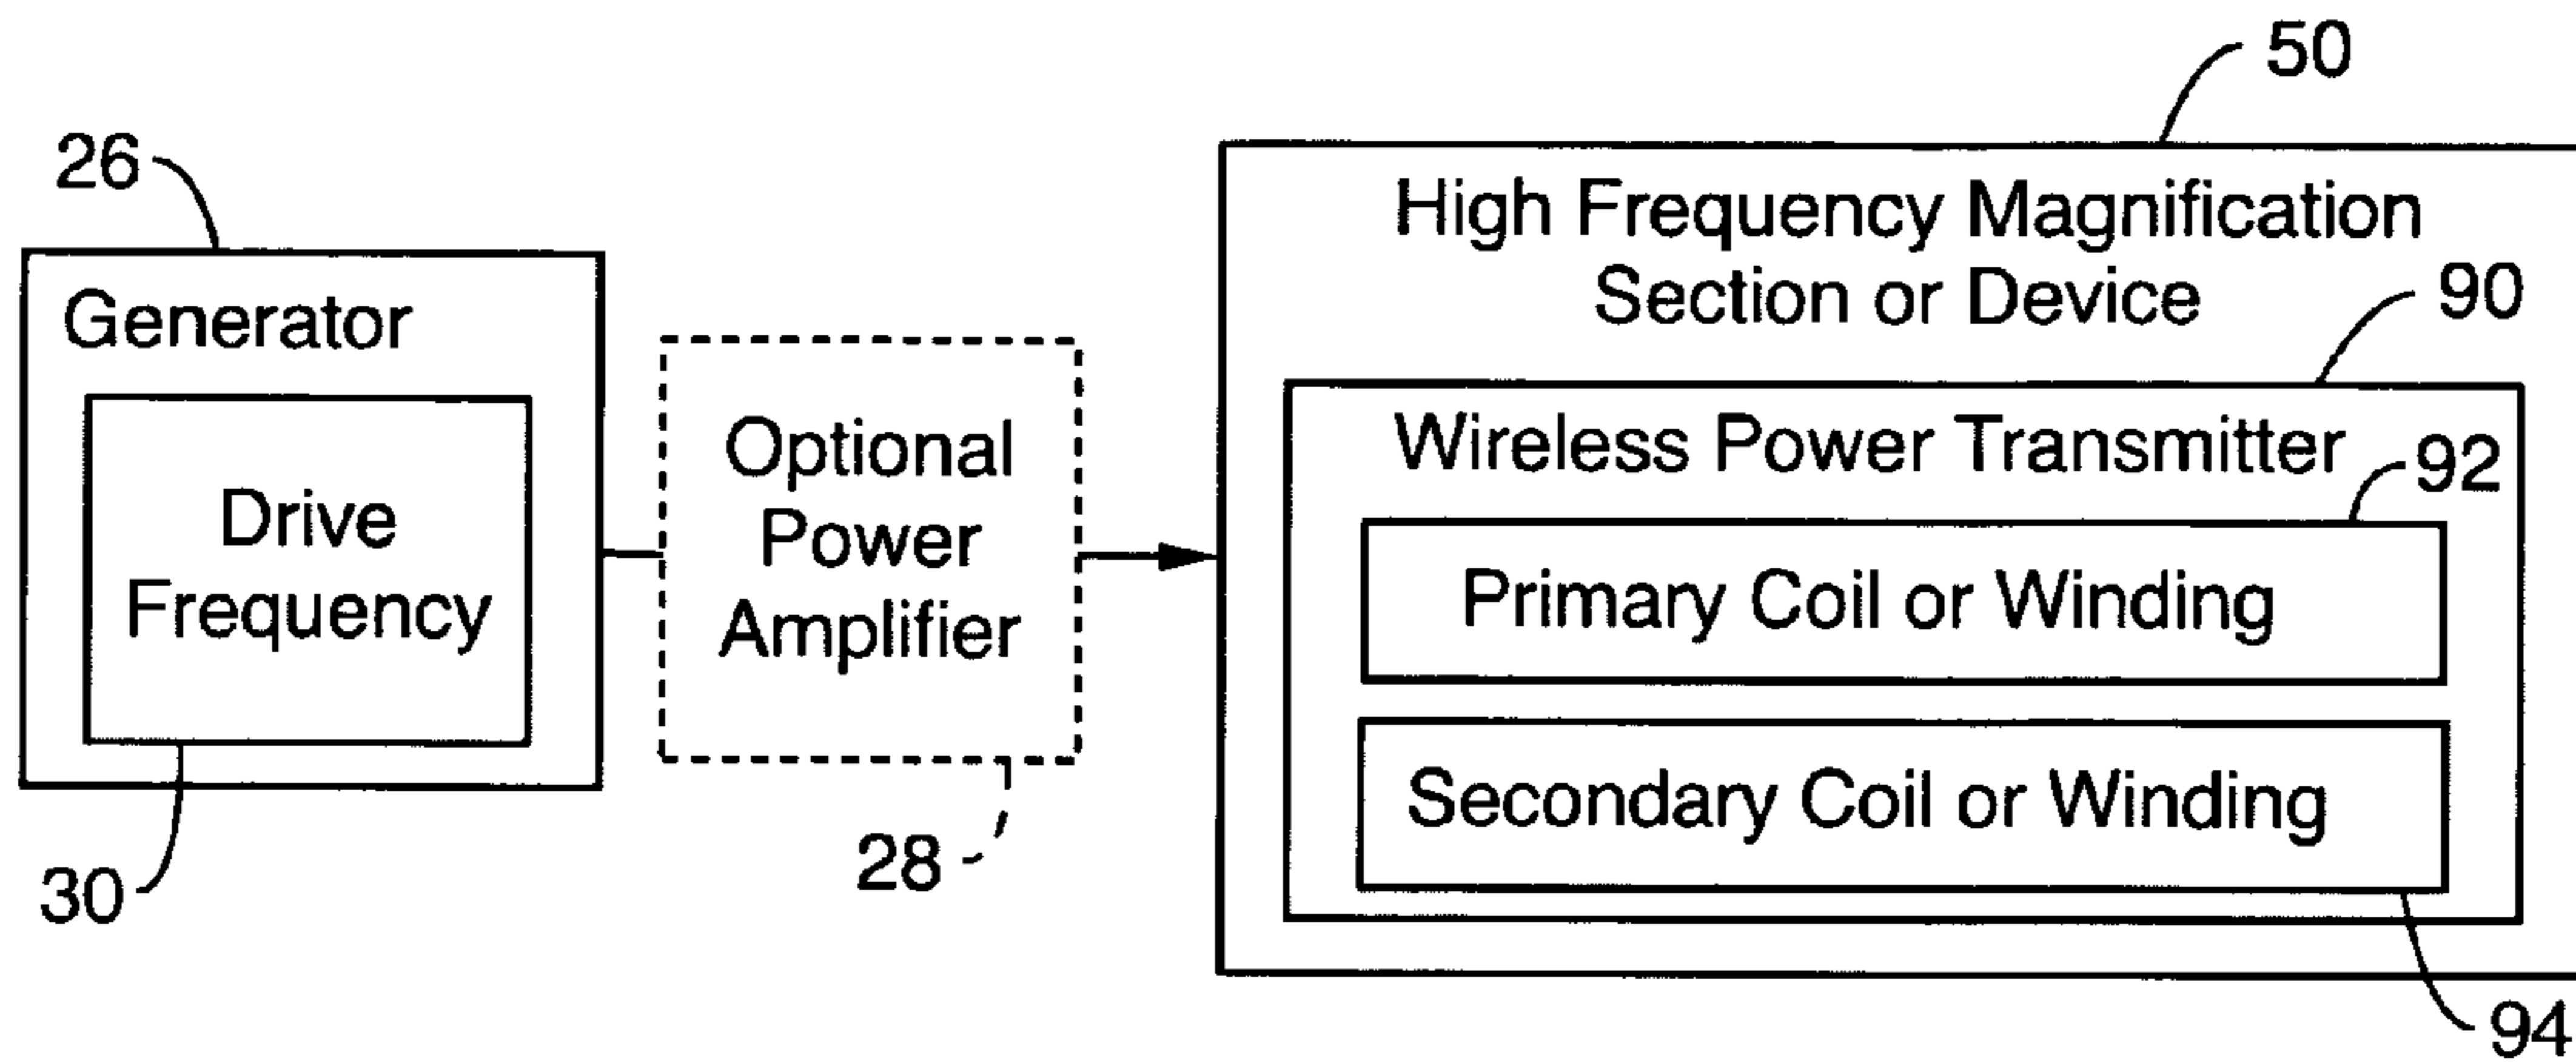 50
26
High Frequency Magnification
Section or Device
90
Generator
Wireless Power Transmitter
92
Optional
Power
Amplifier
Drive
Frequency
Primary Coil or Winding
Secondary Coil or Winding
28
30
94